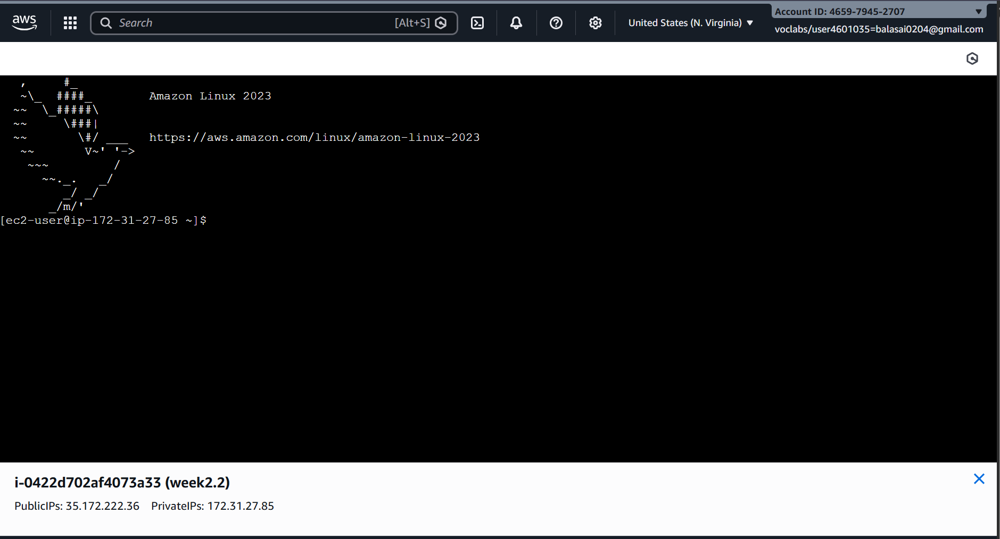 aws
Search [Alt+S]
United States (N. Virginia) ▼
Account ID: 4659-7945-2707 ▼
voclabs/user4601035=balasai0204@gmail.com
   ,     #_
   ~\_  ####_        Amazon Linux 2023
  ~~  \_#####\
  ~~     \###|
  ~~       \#/ ___   https://aws.amazon.com/linux/amazon-linux-2023
   ~~       V~' '->
    ~~~         /
      ~~._.   _/
         _/ _/
       _/m/'
[ec2-user@ip-172-31-27-85 ~]$
i-0422d702af4073a33 (week2.2)
PublicIPs: 35.172.222.36 PrivateIPs: 172.31.27.85